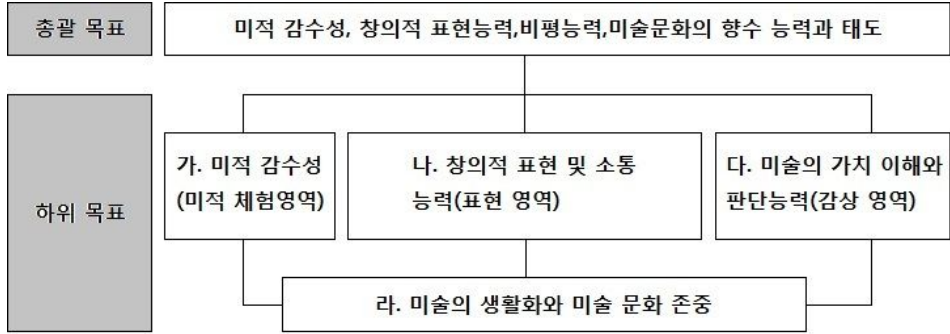 총괄 목표
미적 감수성, 창의적 표현능력,비평능력,미술문화의 향수 능력과 태도
하위 목표
가. 미적 감수성
(미적 체험영역)
나. 창의적 표현 및 소통
능력(표현 영역)
다. 미술의 가치 이해와
판단능력(감상 영역)
라. 미술의 생활화와 미술 문화 존중